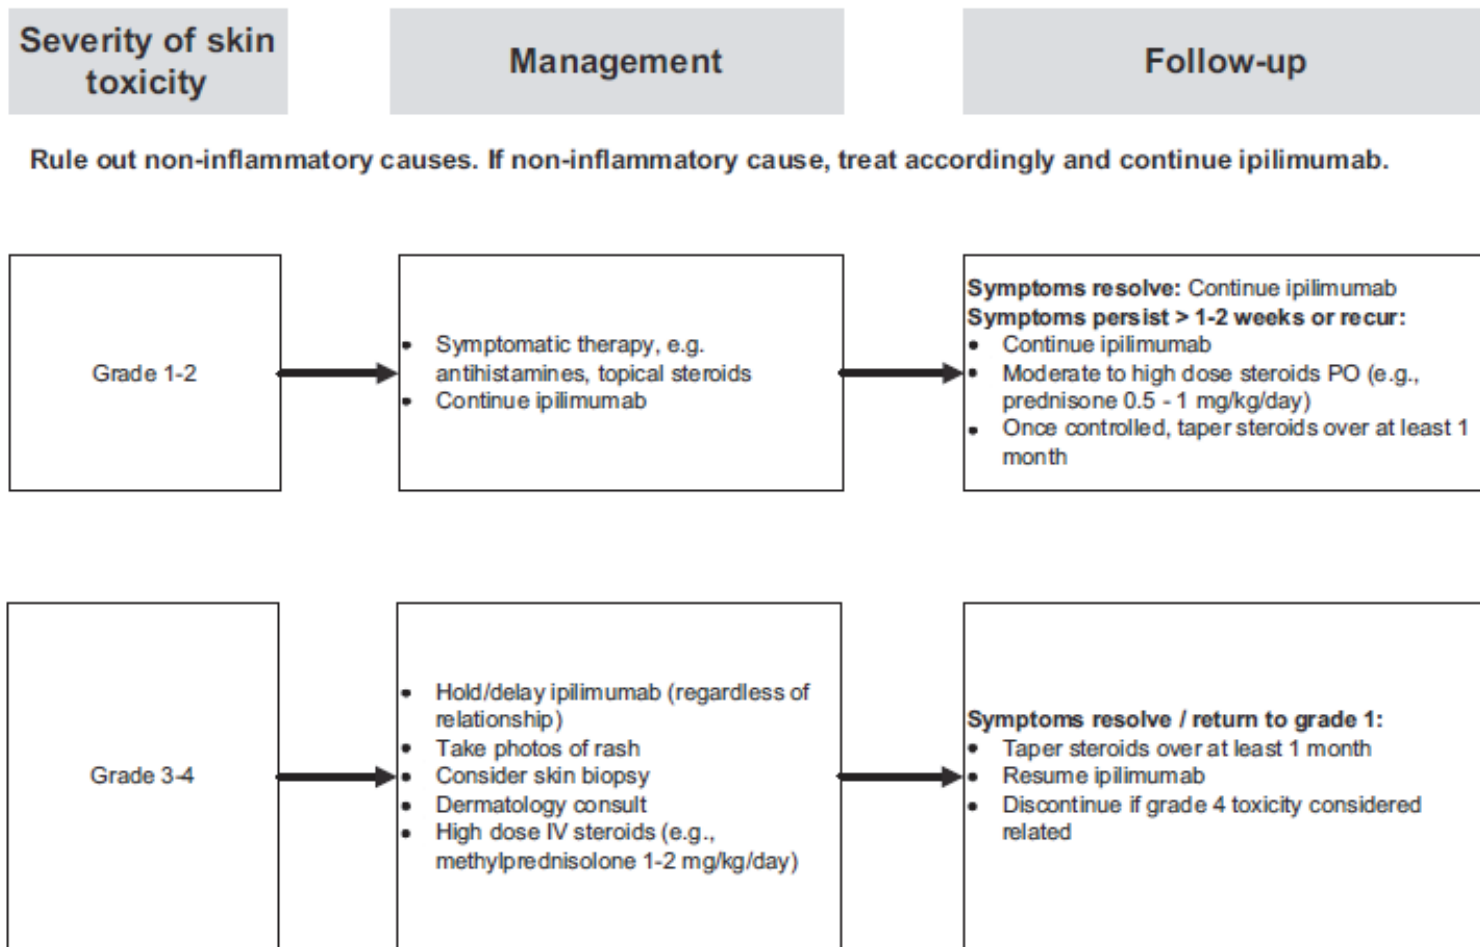 Severity of skin
toxicity
Management
Follow-up
Rule out non-inflammatory causes. If non-inflammatory cause, treat accordingly and continue ipilimumab.
Grade 1-2
• Symptomatic therapy, e.g.
antihistamines, topical steroids
• Continue ipilimumab
Symptoms resolve: Continue ipilimumab
Symptoms persist > 1-2 weeks or recur:
• Continue ipilimumab
• Moderate to high dose steroids PO (e.g.,
prednisone 0.5 - 1 mg/kg/day)
• Once controlled, taper steroids over at least 1
month
Grade 3-4
• Hold/delay ipilimumab (regardless of
relationship)
• Take photos of rash
• Consider skin biopsy
• Dermatology consult
• High dose IV steroids (e.g.,
methylprednisolone 1-2 mg/kg/day)
Symptoms resolve / return to grade 1:
• Taper steroids over at least 1 month
• Resume ipilimumab
• Discontinue if grade 4 toxicity considered
related